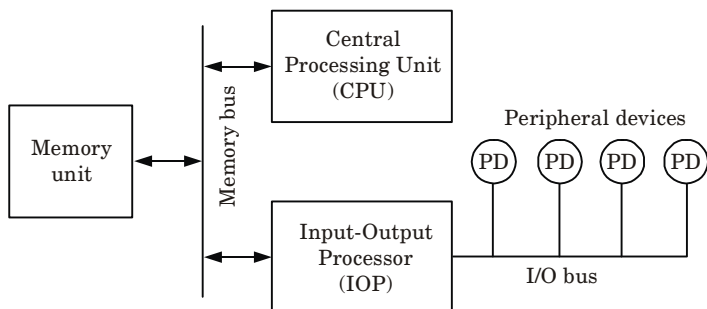 Central
Processing Unit
(CPU)
Memory bus
Memory
unit
Peripheral devices
PD PD PD PD
Input-Output
Processor
(IOP)
I/O bus